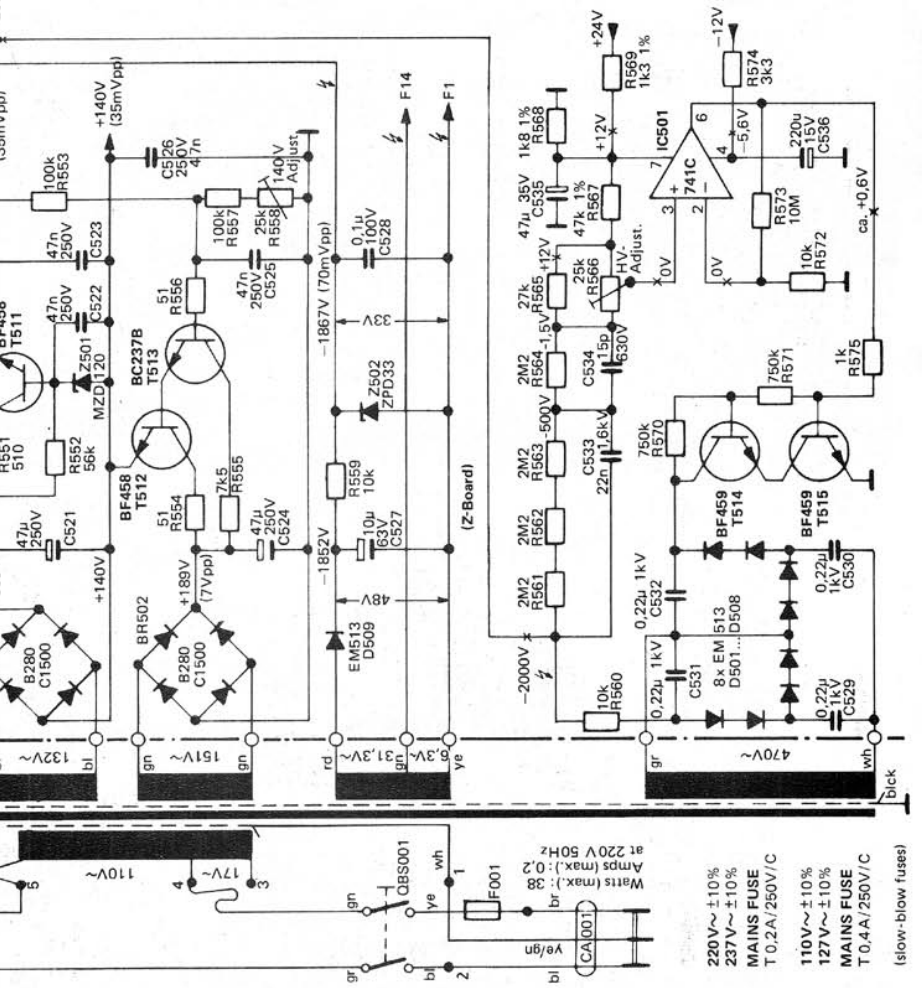 (35mVpp)
+140V
(35mVpp)
100k
R553
C526
250V
4.7n
140V
Adjust.
100k
R557
25k
R558
47n
250V
C523
47n
250V
C522
BF458
T511
Z501
MZD 120
R551
510
R552
56k
47µ
250V
C521
+140V
51
R556
47n
250V
C525
BC237B
T513
BF458
T512
51
R554
7k5
R555
47µ
250V
C524
+189V
(7Vpp)
BR502
B280
C1500
B280
C1500
132V~
bl
gn
151V~
gn
F14
F1
0,1µ
100V
C528
−1867V (70mVpp)
33V
Z502
ZPD33
R559
10k
10µ
63V
C527
−1852V
48V
EM513
D509
(Z-Board)
rd
31,3V~
gn
6,3V~
ye
+24V
R569
1k3 1%
−12V
R574
3k3
1k8 1%
R568
+12V
IC501
7
6
4
−5,6V
741C
+
−
3
2
220u
15V
C536
47µ 35V
C535
47k 1%
R567
R573
10M
10k
R572
ca. +0,6V
+12V
27k
R565
25k
R566
HV-
Adjust.
0V
0V
−1,5V
2M2
R564
C534
15p
630V
−500V
2M2
R563
C533
1,6kV
22n
2M2
R562
2M2
R561
−2000V
10k
R560
750k
R570
750k
R571
1k
R575
BF459
T514
BF459
T515
0,22µ 1kV
C532
0,22µ
1kV
C530
0,22µ 1kV
C531
8x EM 513
D501...D508
0,22µ
1kV
C529
gr
470V~
wh
blck
5
110V~
4
17V~
3
QBS001
gn
ye
wh
1
F001
br
gr
bl
2
ye/gn
bl
CA 001
Watts (max.): 38
Amps (max.): 0,2
at 220V 50Hz
220V~ ±10%
237V~ ±10%
MAINS FUSE
T 0,2A/250V/C
110V~ ±10%
127V~ ±10%
MAINS FUSE
T 0,4A/250V/C
(slow-blow fuses)